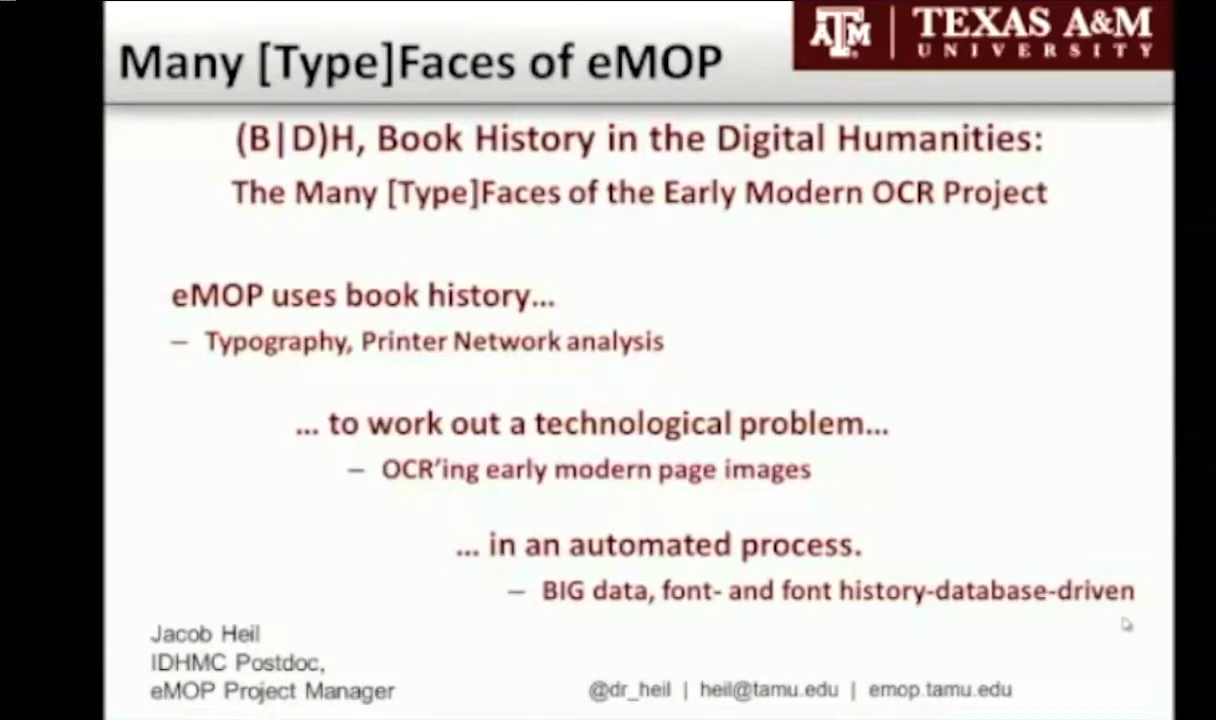 Many [Type]Faces of eMOP
ATM
TEXAS A&M
UNIVERSITY
(B|D)H, Book History in the Digital Humanities:
The Many [Type]Faces of the Early Modern OCR Project
eMOP uses book history...
– Typography, Printer Network analysis
... to work out a technological problem...
– OCR’ing early modern page images
... in an automated process.
– BIG data, font- and font history-database-driven
Jacob Heil
IDHMC Postdoc,
eMOP Project Manager
@dr_heil | heil@tamu.edu | emop.tamu.edu